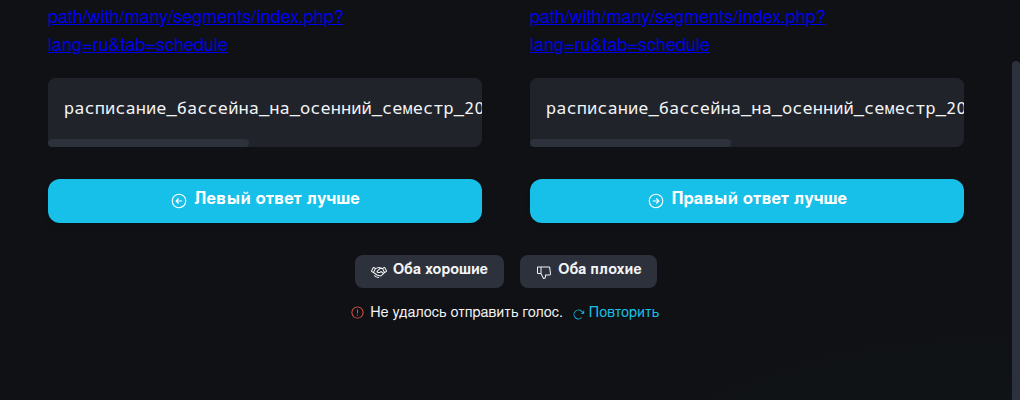 path/with/many/segments/index.php?
lang=ru&tab=schedule
расписание_бассейна_на_осенний_семестр_20
Левый ответ лучше
path/with/many/segments/index.php?
lang=ru&tab=schedule
расписание_бассейна_на_осенний_семестр_20
Правый ответ лучше
Оба хорошие
Оба плохие
Не удалось отправить голос. Повторить